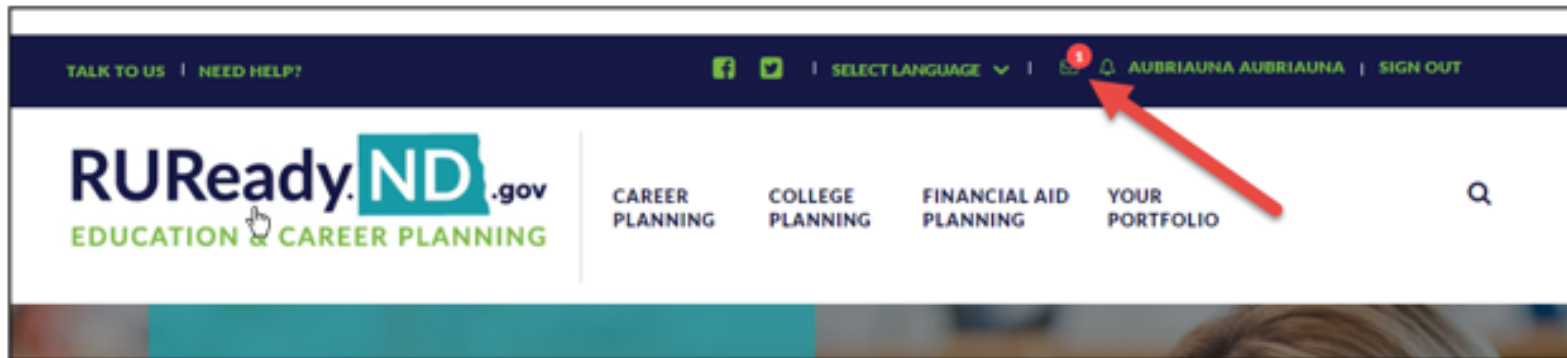 TALK TO US | NEED HELP? | SELECT LANGUAGE | 1 AUBRIAUNA AUBRIAUNA | SIGN OUT
RUReady.ND.gov
EDUCATION & CAREER PLANNING
CAREER
PLANNING
COLLEGE
PLANNING
FINANCIAL AID
PLANNING
YOUR
PORTFOLIO